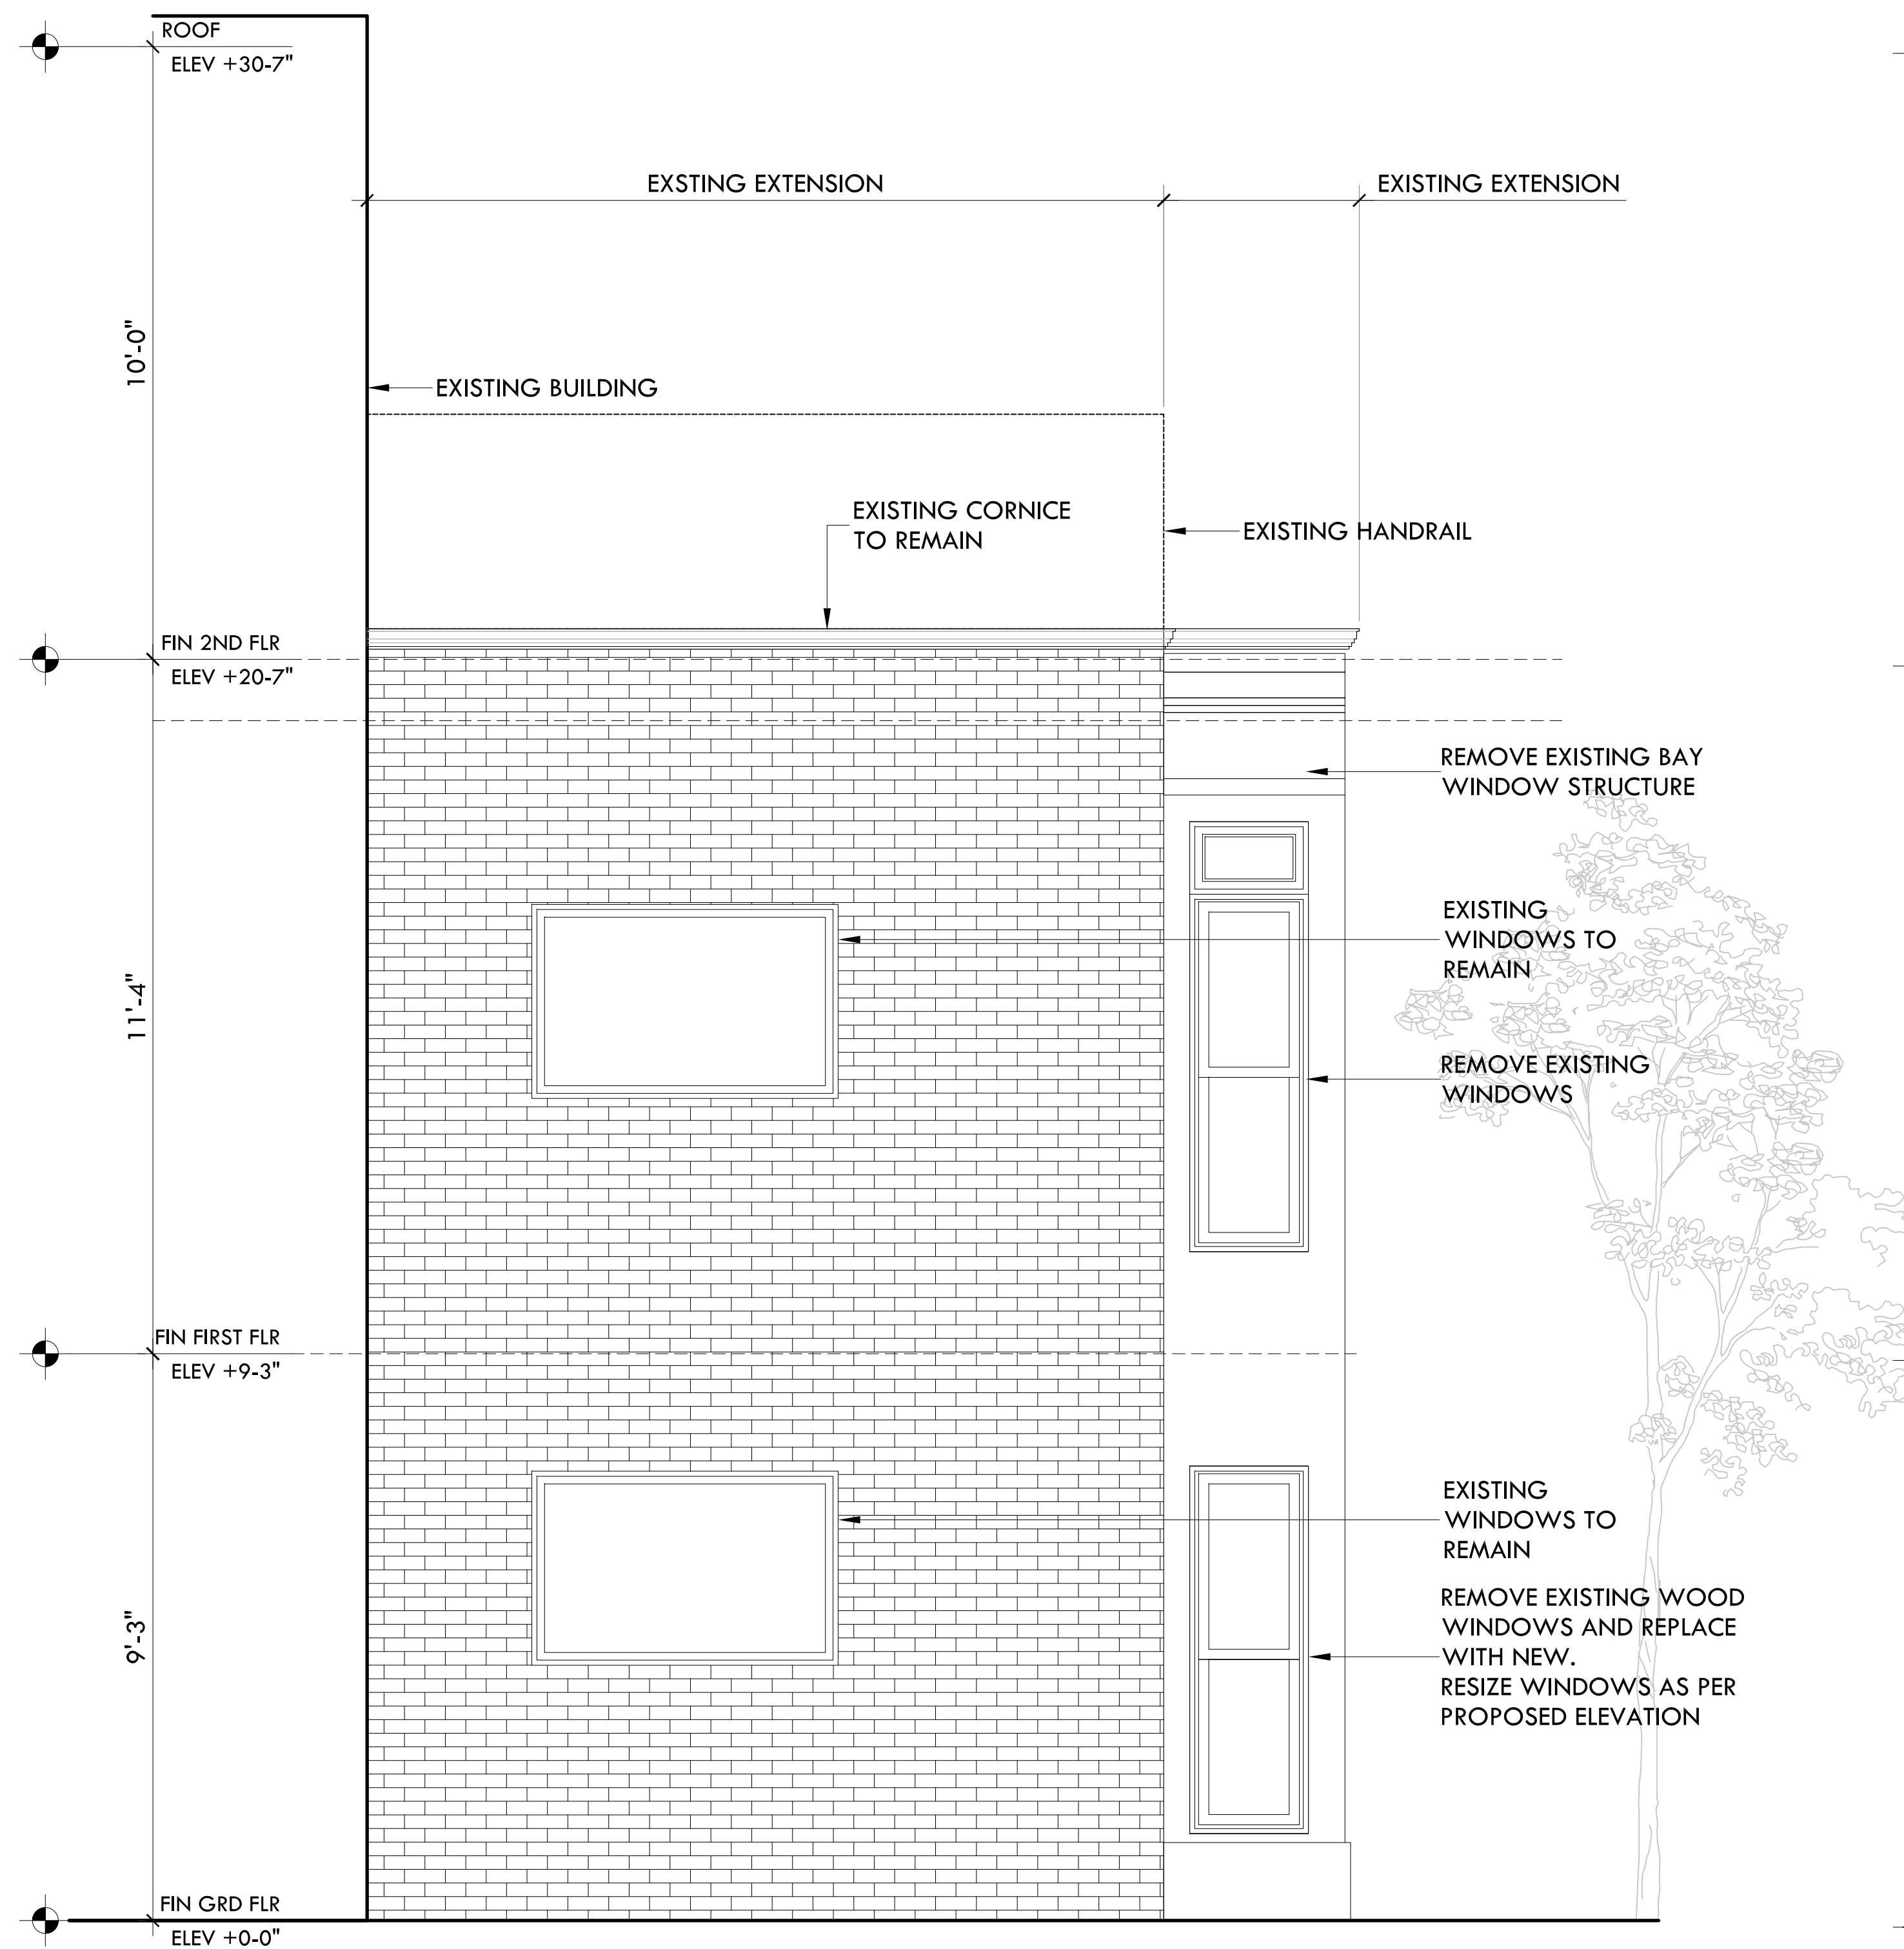 ROOF
ELEV +30-7"
EXSTING EXTENSION
EXISTING EXTENSION
10'-0"
EXISTING BUILDING
EXISTING CORNICE
TO REMAIN
EXISTING HANDRAIL
FIN 2ND FLR
ELEV +20-7"
REMOVE EXISTING BAY
WINDOW STRUCTURE
EXISTING
WINDOWS TO
REMAIN
11'-4"
REMOVE EXISTING
WINDOWS
FIN FIRST FLR
ELEV +9-3"
EXISTING
WINDOWS TO
REMAIN
9'-3"
REMOVE EXISTING WOOD
WINDOWS AND REPLACE
WITH NEW.
RESIZE WINDOWS AS PER
PROPOSED ELEVATION
FIN GRD FLR
ELEV +0-0"